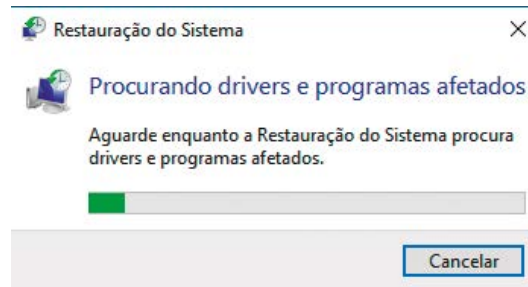 Restauração do Sistema
Procurando drivers e programas afetados
Aguarde enquanto a Restauração do Sistema procura
drivers e programas afetados.
Cancelar